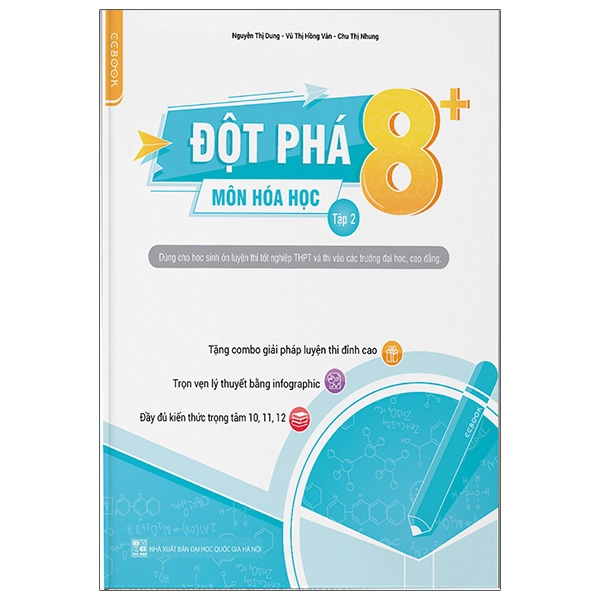 CCBOOK
Nguyễn Thị Dung - Vũ Thị Hồng Vân - Chu Thị Nhung
ĐỘT PHÁ 8+
MÔN HÓA HỌC
Tập 2
Dùng cho học sinh ôn luyện thi tốt nghiệp THPT và thi vào các trường đại học, cao đẳng.
Tặng combo giải pháp luyện thi đỉnh cao
Trọn vẹn lý thuyết bằng infographic
Đầy đủ kiến thức trọng tâm 10, 11, 12
CCBOOK
NHÀ XUẤT BẢN ĐẠI HỌC QUỐC GIA HÀ NỘI